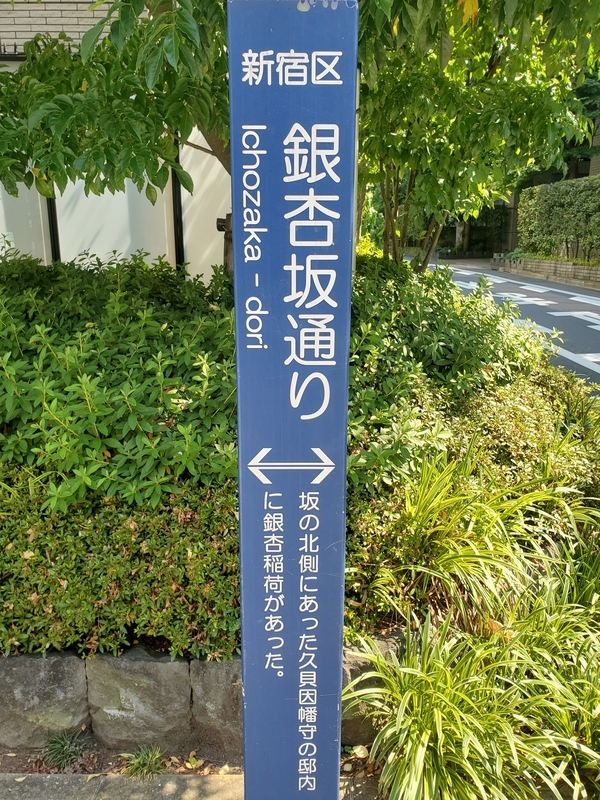 新宿区
銀杏坂通り
Ichozaka - dori
坂の北側にあった久貝因幡守の邸内
に銀杏稲荷があった。